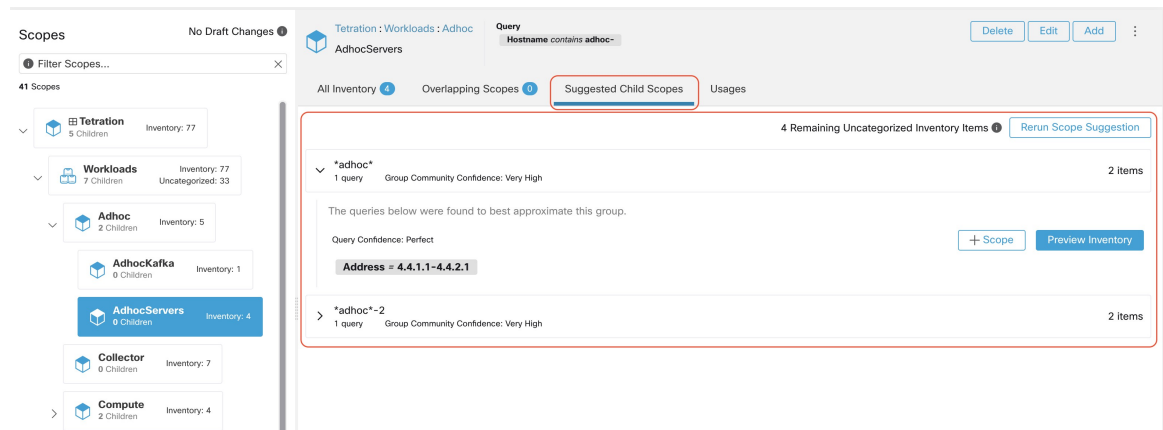 Scopes
No Draft Changes
Filter Scopes...
41 Scopes
Tetration
5 Children
Inventory: 77
Workloads
7 Children
Inventory: 77
Uncategorized: 33
Adhoc
2 Children
Inventory: 5
AdhocKafka
0 Children
Inventory: 1
AdhocServers
0 Children
Inventory: 4
Collector
0 Children
Inventory: 7
Compute
2 Children
Inventory: 4
Tetration : Workloads : Adhoc
AdhocServers
Query
Hostname contains adhoc-
Delete
Edit
Add
All Inventory 4
Overlapping Scopes 0
Suggested Child Scopes
Usages
4 Remaining Uncategorized Inventory Items
Rerun Scope Suggestion
*adhoc*
1 query Group Community Confidence: Very High
2 items
The queries below were found to best approximate this group.
Query Confidence: Perfect
+ Scope
Preview Inventory
Address = 4.4.1.1-4.4.2.1
*adhoc*-2
1 query Group Community Confidence: Very High
2 items